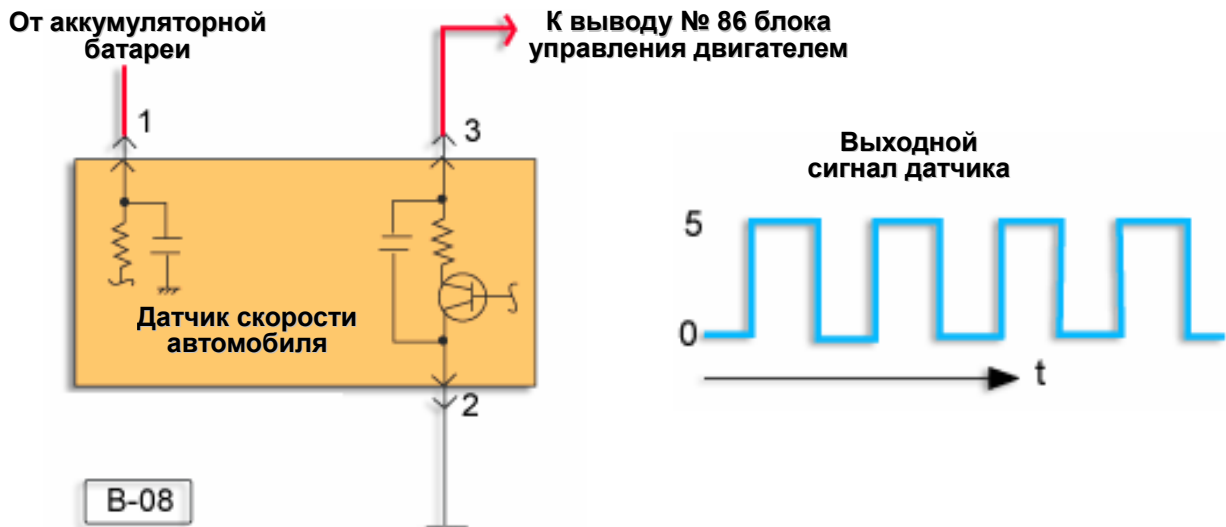 От аккумуляторной
батареи
К выводу № 86 блока
управления двигателем
1
3
Датчик скорости
автомобиля
2
B-08
Выходной
сигнал датчика
5
0
t